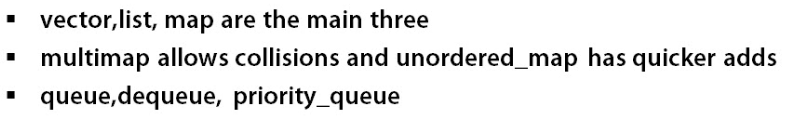 ▪ vector,list, map are the main three
▪ multimap allows collisions and unordered_map has quicker adds
▪ queue,dequeue, priority_queue